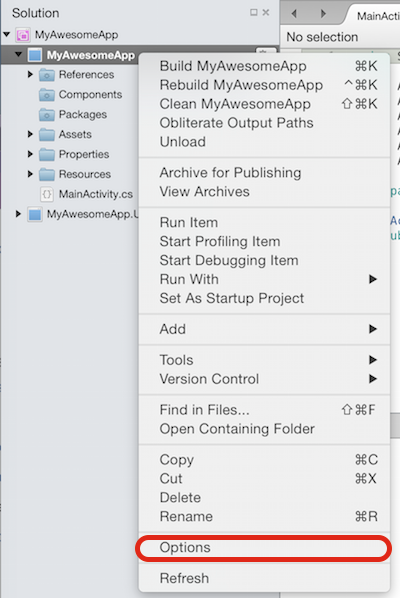 Solution
MainActivi
No selection
MyAwesomeApp
MyAwesomeApp
References
Components
Packages
Assets
Properties
Resources
{} MainActivity.cs
MyAwesomeApp.U
Build MyAwesomeApp ⌘K
Rebuild MyAwesomeApp ^⌘K
Clean MyAwesomeApp ⇧⌘K
Obliterate Output Paths
Unload
Archive for Publishing
View Archives
Run Item
Start Profiling Item
Start Debugging Item
Run With
Set As Startup Project
Add
Tools
Version Control
Find in Files... ⇧⌘F
Open Containing Folder
Copy ⌘C
Cut ⌘X
Delete
Rename ⌘R
Options
Refresh